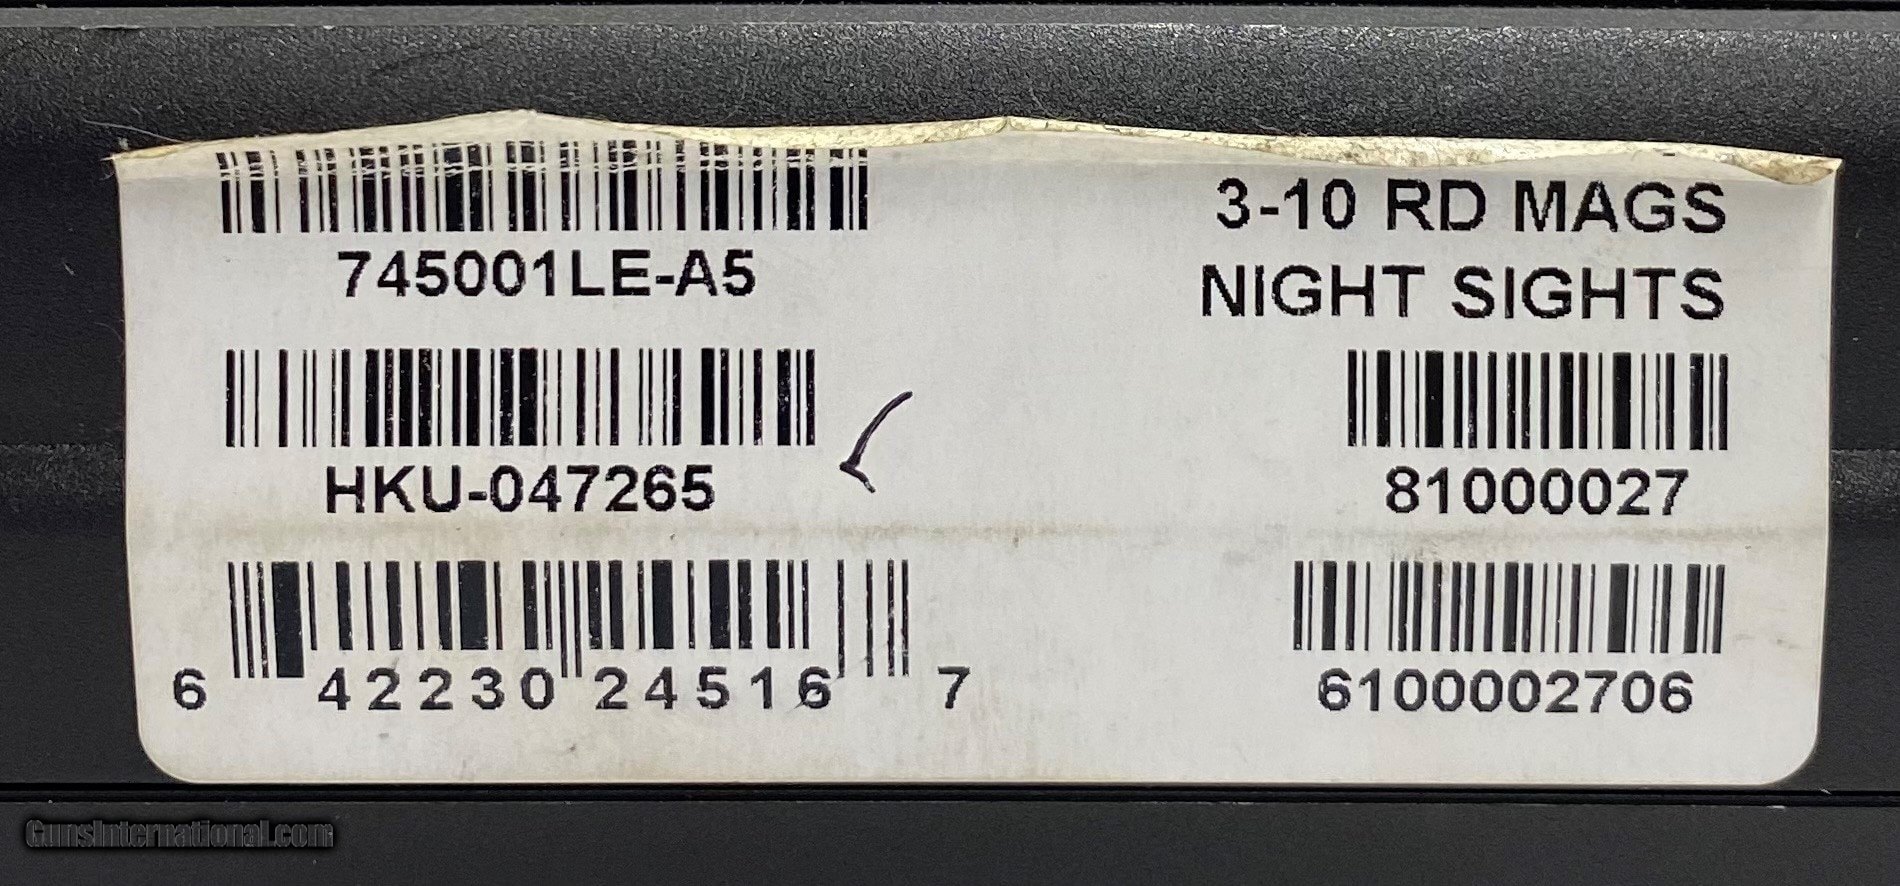 745001LE-A5
3-10 RD MAGS
NIGHT SIGHTS
HKU-047265
81000027
6 42230 24516 7
6100002706
GunsInternational.com